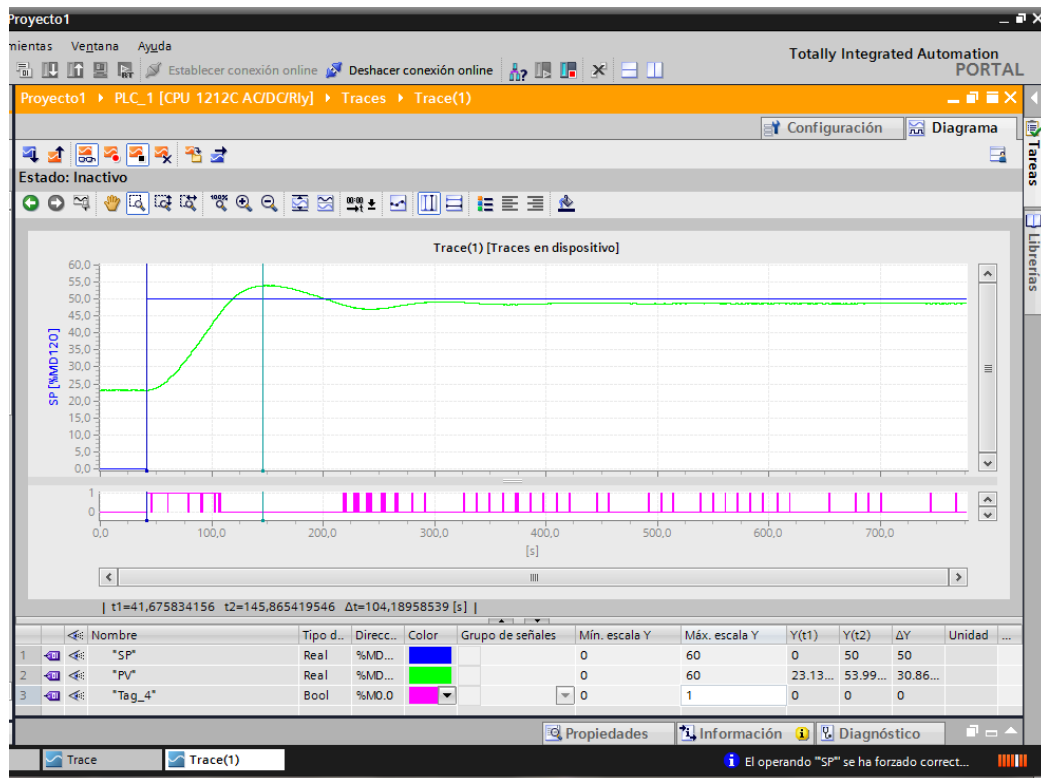 Proyecto1
mientas Ventana Ayuda
Totally Integrated Automation
PORTAL
Establecer conexión online Deshacer conexión online
Proyecto1 PLC_1 [CPU 1212C AC/DC/Rly] Traces Trace(1)
Configuración Diagrama
Tareas
Librerías
Estado: Inactivo
Trace(1) [Traces en dispositivo]
SP [%MD120]
60,0
55,0
50,0
45,0
40,0
35,0
30,0
25,0
20,0
15,0
10,0
5,0
0,0
1
0
0,0 100,0 200,0 300,0 400,0 500,0 600,0 700,0
[s]
| t1=41,675834156 t2=145,865419546 Δt=104,18958539 [s] |
Nombre Tipo d.. Direcc.. Color Grupo de señales Mín. escala Y Máx. escala Y Y(t1) Y(t2) ΔY Unidad ...
1 "SP" Real %MD... 0 60 0 50 50
2 "PV" Real %MD... 0 60 23.13... 53.99... 30.86...
3 "Tag_4" Bool %M0.0 0 1 0 0 0
Propiedades Información Diagnóstico
Trace Trace(1) El operando ""SP"" se ha forzado correct...